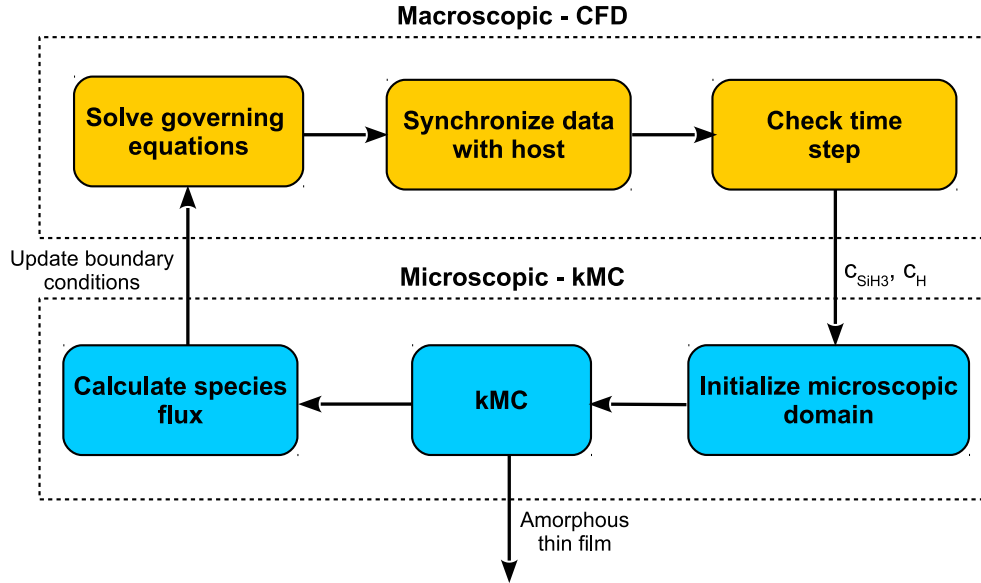 Macroscopic - CFD
Solve governing
equations
Synchronize data
with host
Check time
step
Update boundary
conditions
Microscopic - kMC
c_SiH3, c_H
Calculate species
flux
kMC
Initialize microscopic
domain
Amorphous
thin film